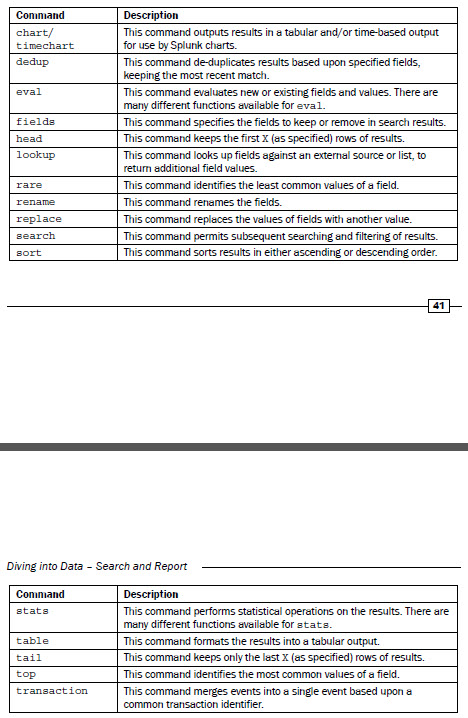 Command Description
chart/ This command outputs results in a tabular and/or time-based output
timechart for use by Splunk charts.
dedup This command de-duplicates results based upon specified fields,
keeping the most recent match.
eval This command evaluates new or existing fields and values. There are
many different functions available for eval.
fields This command specifies the fields to keep or remove in search results.
head This command keeps the first X (as specified) rows of results.
lookup This command looks up fields against an external source or list, to
return additional field values.
rare This command identifies the least common values of a field.
rename This command renames the fields.
replace This command replaces the values of fields with another value.
search This command permits subsequent searching and filtering of results.
sort This command sorts results in either ascending or descending order.
41
Diving into Data – Search and Report
Command Description
stats This command performs statistical operations on the results. There are
many different functions available for stats.
table This command formats the results into a tabular output.
tail This command keeps only the last X (as specified) rows of results.
top This command identifies the most common values of a field.
transaction This command merges events into a single event based upon a
common transaction identifier.